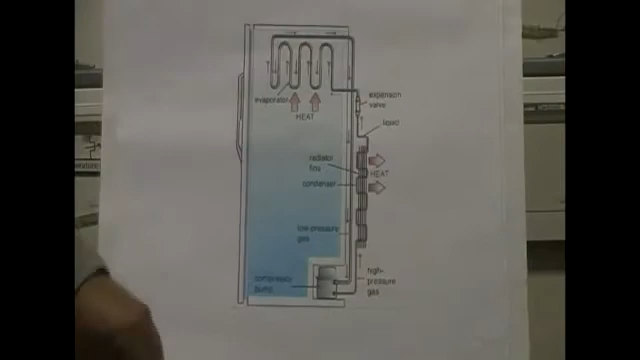 evaporator
HEAT
expansion
valve
liquid
radiator
fins
HEAT
condenser
low-pressure
gas
compressor
pump
high-
pressure
gas